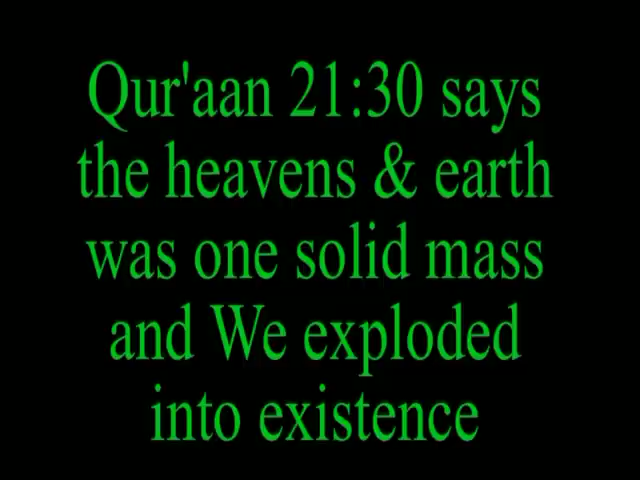 Qur'aan 21:30 says
the heavens & earth
was one solid mass
and We exploded
into existence